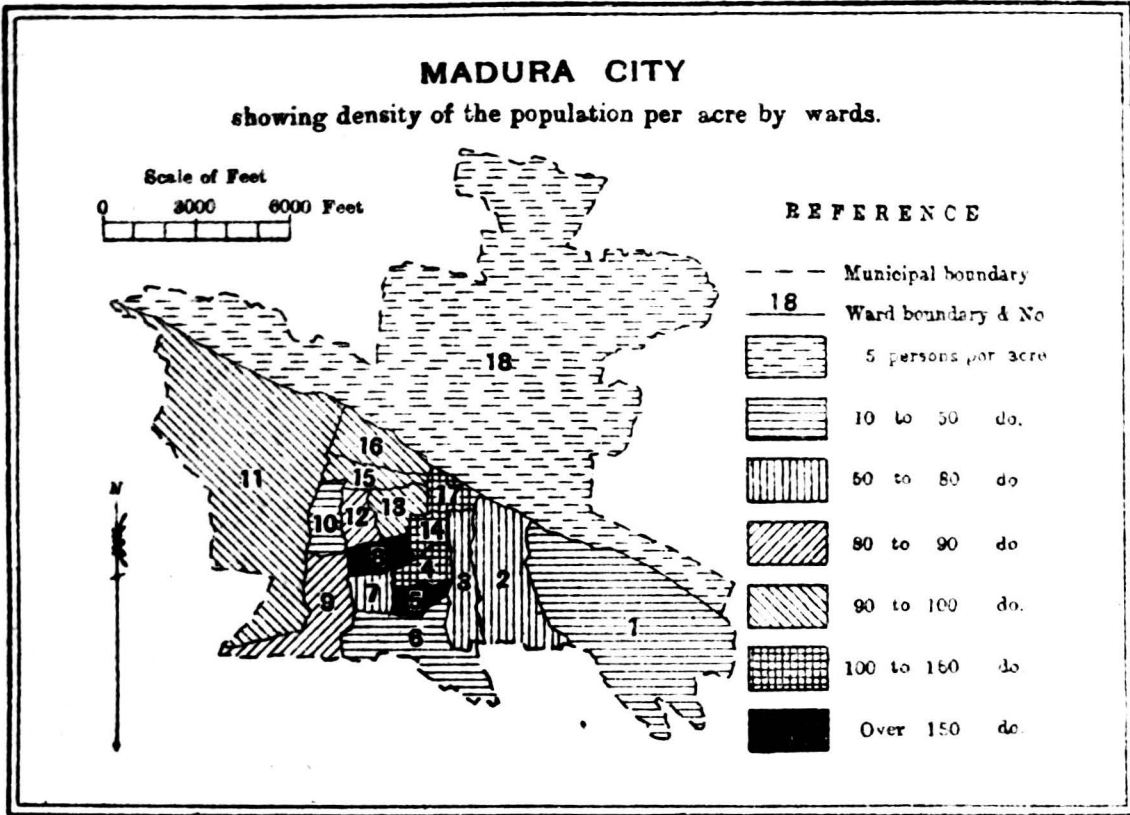 MADURA CITY
showing density of the population per acre by wards.
Scale of Feet
0 3000 6000 Feet
REFERENCE
Municipal boundary
18
Ward boundary & No
5 persons per acre
10 to 50 do.
50 to 80 do
80 to 90 do
90 to 100 do.
100 to 150 do.
Over 150 do.
N
18
16
11
15
17
10
12
13
14
4
7
5
3
2
9
6
1